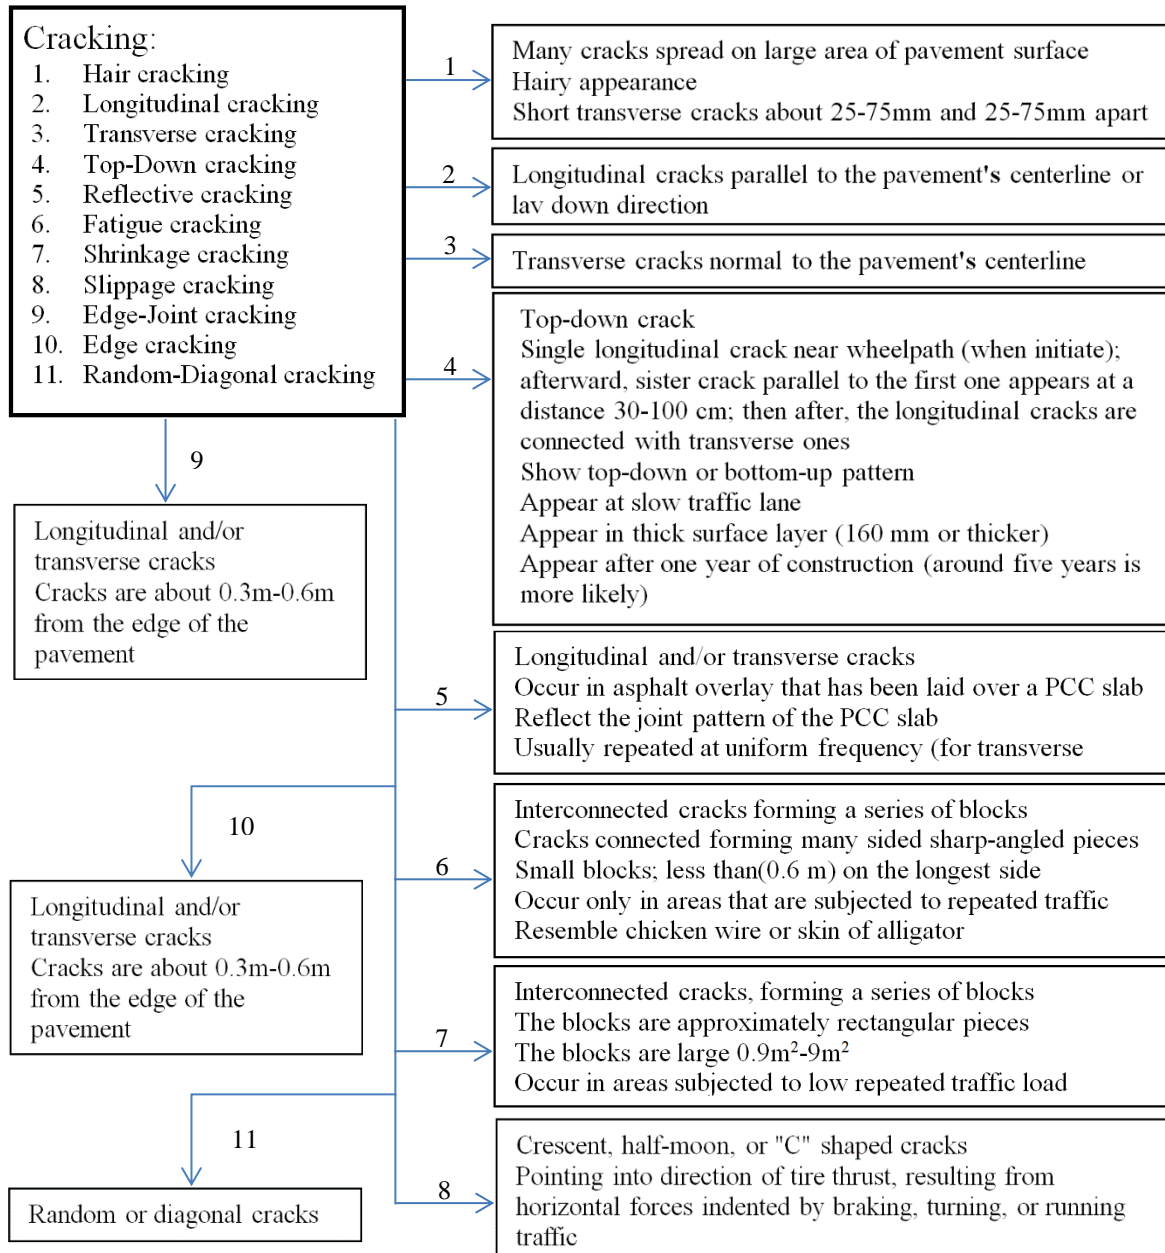 Cracking:
1. Hair cracking
2. Longitudinal cracking
3. Transverse cracking
4. Top-Down cracking
5. Reflective cracking
6. Fatigue cracking
7. Shrinkage cracking
8. Slippage cracking
9. Edge-Joint cracking
10. Edge cracking
11. Random-Diagonal cracking
1
Many cracks spread on large area of pavement surface
Hairy appearance
Short transverse cracks about 25-75mm and 25-75mm apart
2
Longitudinal cracks parallel to the pavement's centerline or
lav down direction
3
Transverse cracks normal to the pavement's centerline
4
Top-down crack
Single longitudinal crack near wheelpath (when initiate);
afterward, sister crack parallel to the first one appears at a
distance 30-100 cm; then after, the longitudinal cracks are
connected with transverse ones
Show top-down or bottom-up pattern
Appear at slow traffic lane
Appear in thick surface layer (160 mm or thicker)
Appear after one year of construction (around five years is
more likely)
9
Longitudinal and/or
transverse cracks
Cracks are about 0.3m-0.6m
from the edge of the
pavement
5
Longitudinal and/or transverse cracks
Occur in asphalt overlay that has been laid over a PCC slab
Reflect the joint pattern of the PCC slab
Usually repeated at uniform frequency (for transverse
10
Longitudinal and/or
transverse cracks
Cracks are about 0.3m-0.6m
from the edge of the
pavement
6
Interconnected cracks forming a series of blocks
Cracks connected forming many sided sharp-angled pieces
Small blocks; less than(0.6 m) on the longest side
Occur only in areas that are subjected to repeated traffic
Resemble chicken wire or skin of alligator
7
Interconnected cracks, forming a series of blocks
The blocks are approximately rectangular pieces
The blocks are large 0.9m²-9m²
Occur in areas subjected to low repeated traffic load
11
Random or diagonal cracks
8
Crescent, half-moon, or "C" shaped cracks
Pointing into direction of tire thrust, resulting from
horizontal forces indented by braking, turning, or running
traffic